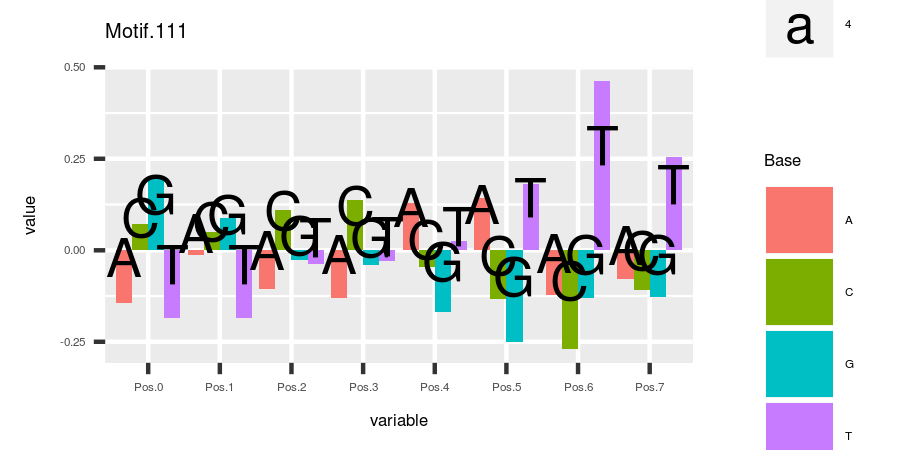 Motif.111
a 4
0.50
0.25
0.00
-0.25
value
A C G T A C G T A C G T A C G T A C G T A C G T A C G T A C G T
Pos.0 Pos.1 Pos.2 Pos.3 Pos.4 Pos.5 Pos.6 Pos.7
variable
Base
A
C
G
T